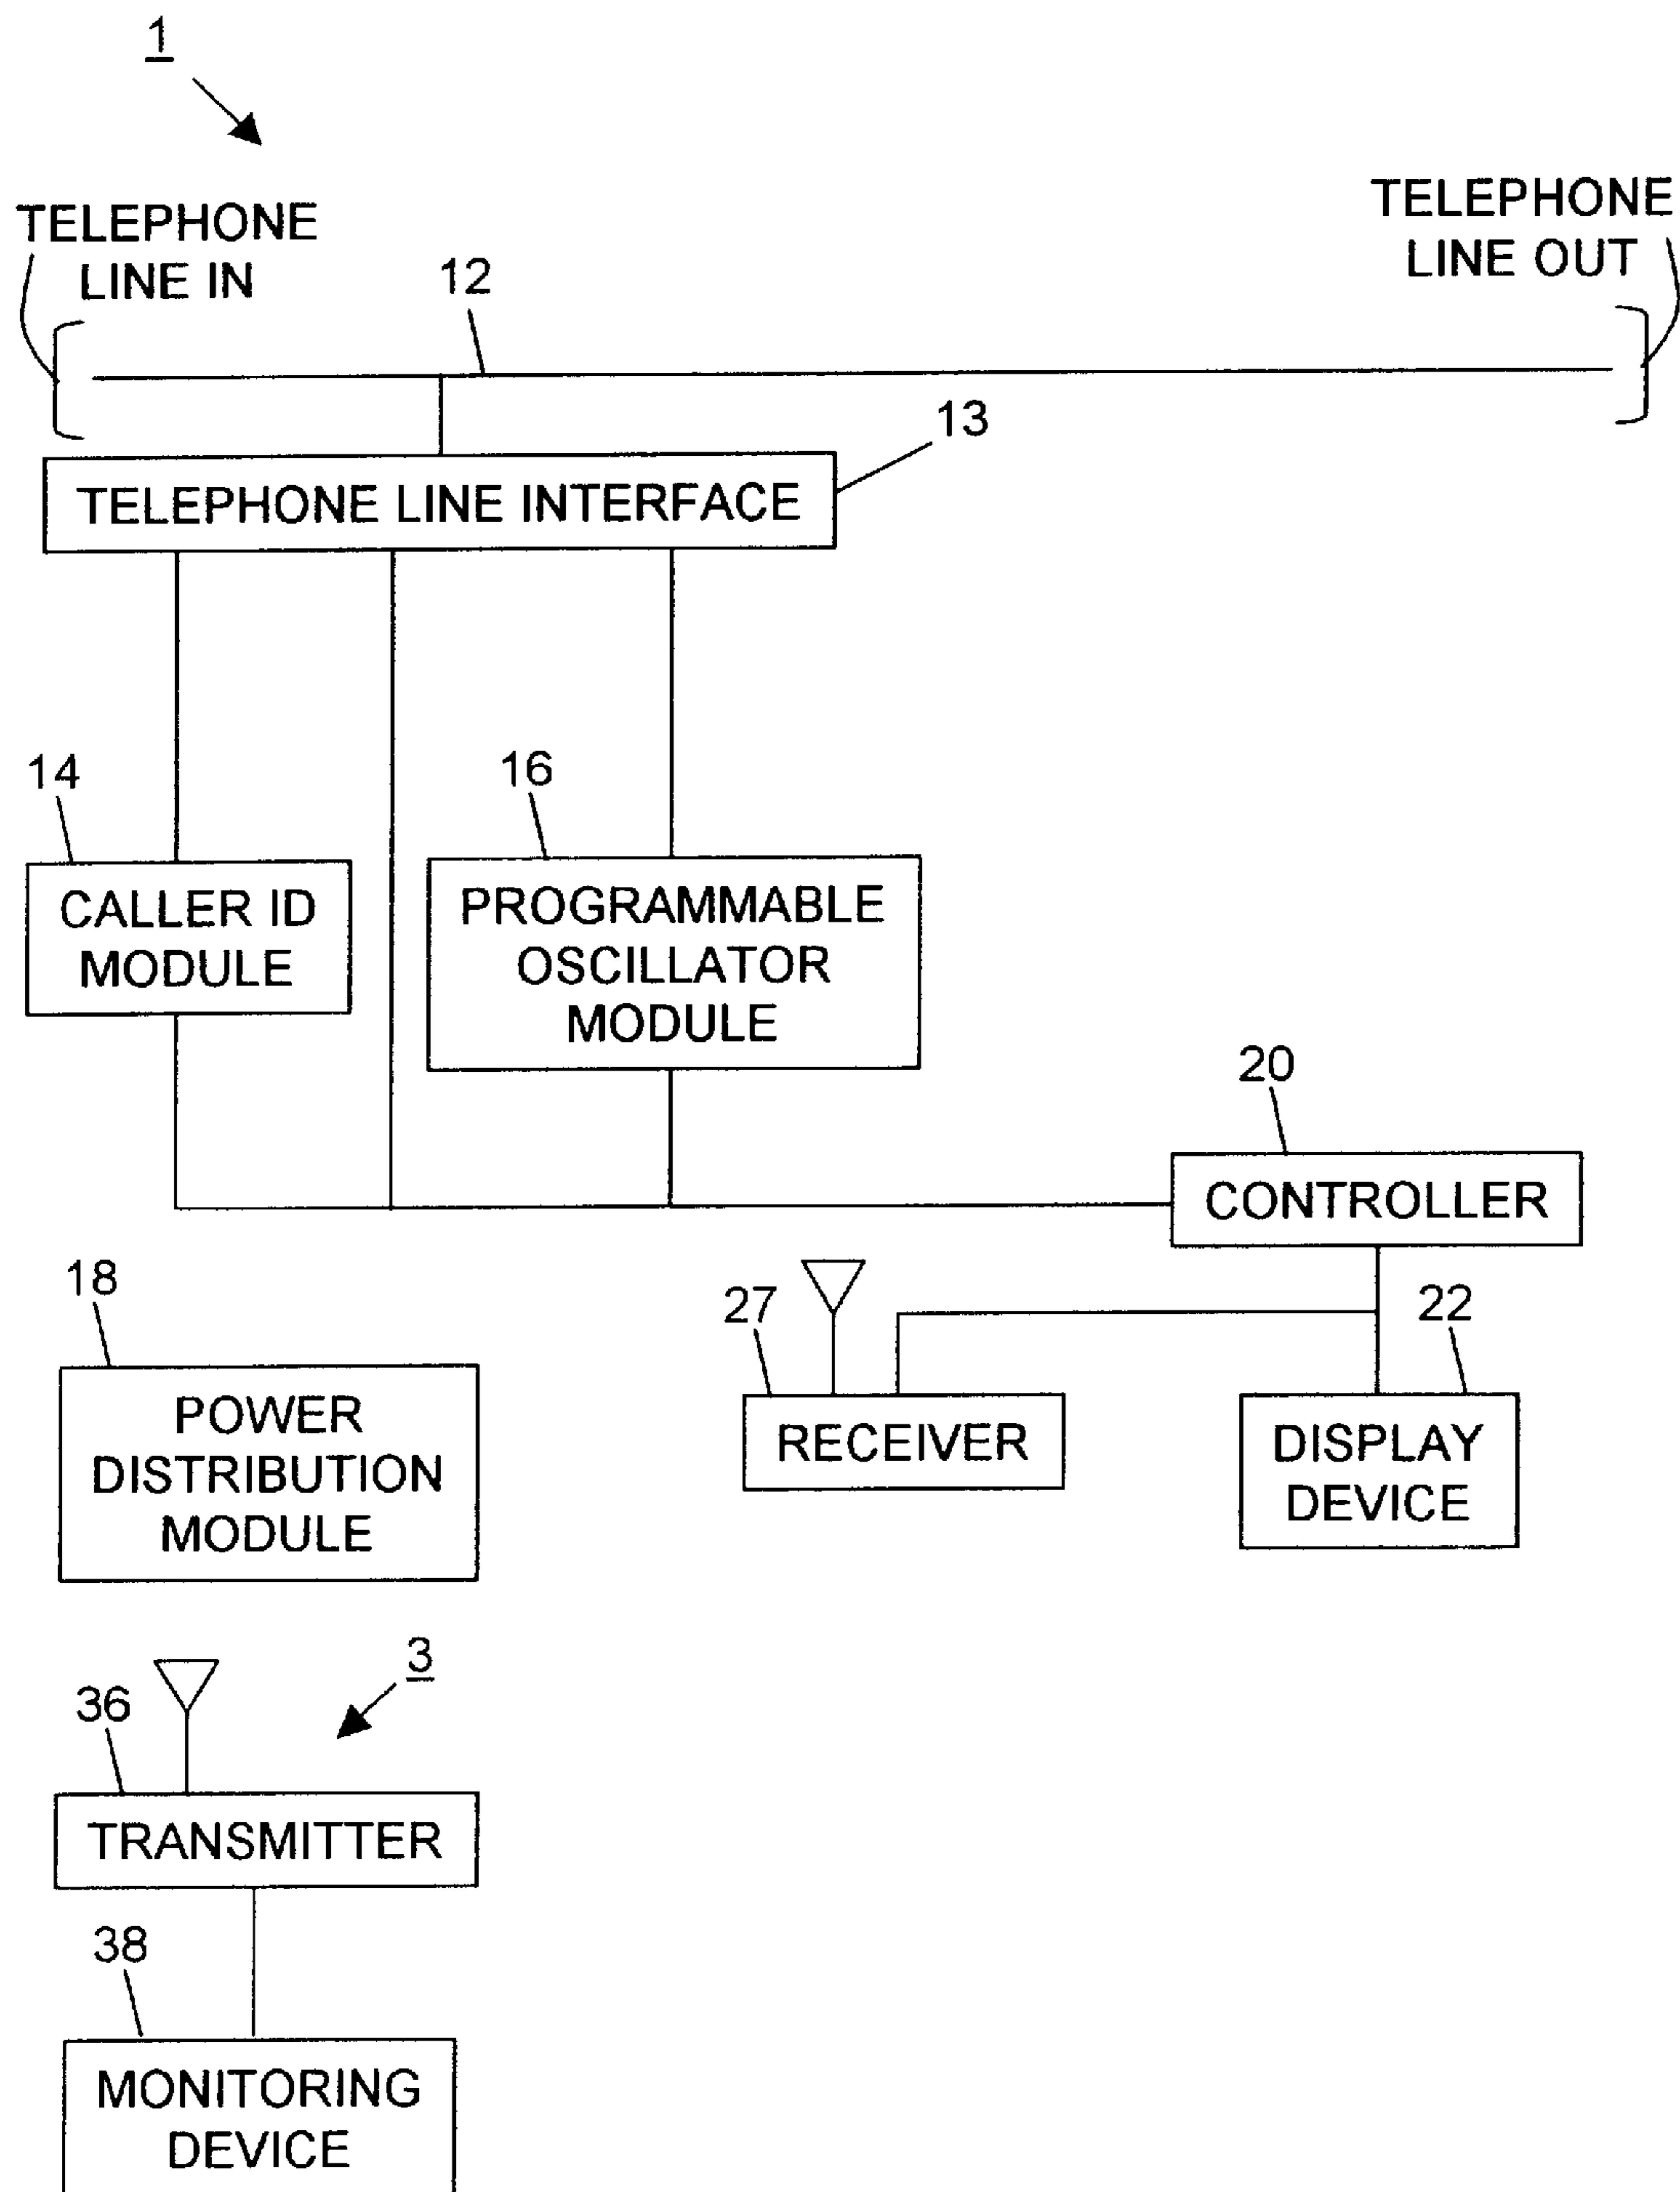 1
TELEPHONE
LINE IN
TELEPHONE
LINE OUT
12
13
TELEPHONE LINE INTERFACE
14
16
CALLER ID
MODULE
PROGRAMMABLE
OSCILLATOR
MODULE
20
CONTROLLER
18
27
22
POWER
DISTRIBUTION
MODULE
RECEIVER
DISPLAY
DEVICE
3
36
TRANSMITTER
38
MONITORING
DEVICE